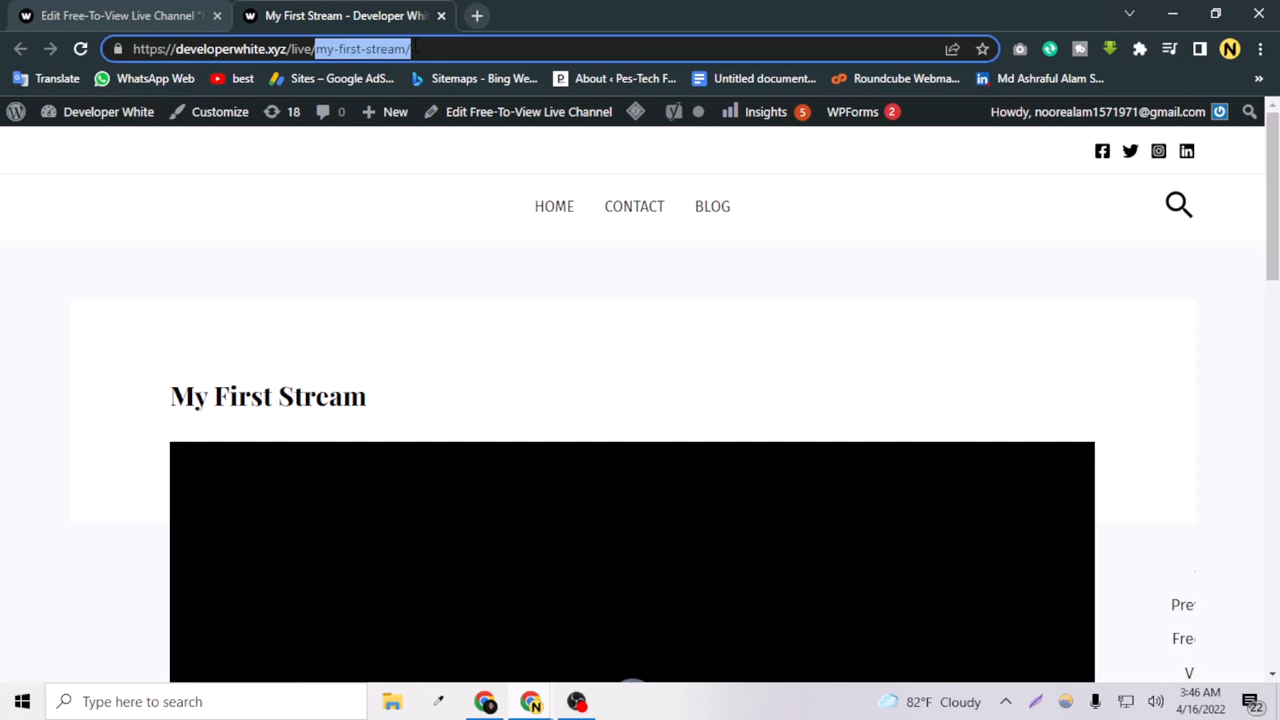 Edit Free-To-View Live Channel "
My First Stream - Developer Whi
https://developerwhite.xyz/live/my-first-stream/
N
Translate
WhatsApp Web
best
Sites – Google AdS...
Sitemaps - Bing We...
About ‹ Pes-Tech F...
Untitled document...
Roundcube Webma...
Md Ashraful Alam S...
»
Developer White
Customize
18
0
New
Edit Free-To-View Live Channel
Insights 5
WPForms 2
Howdy, noorealam1571971@gmail.com
HOME
CONTACT
BLOG
My First Stream
Pre
Free
V
Type here to search
N
82°F Cloudy
3:46 AM
4/16/2022
22